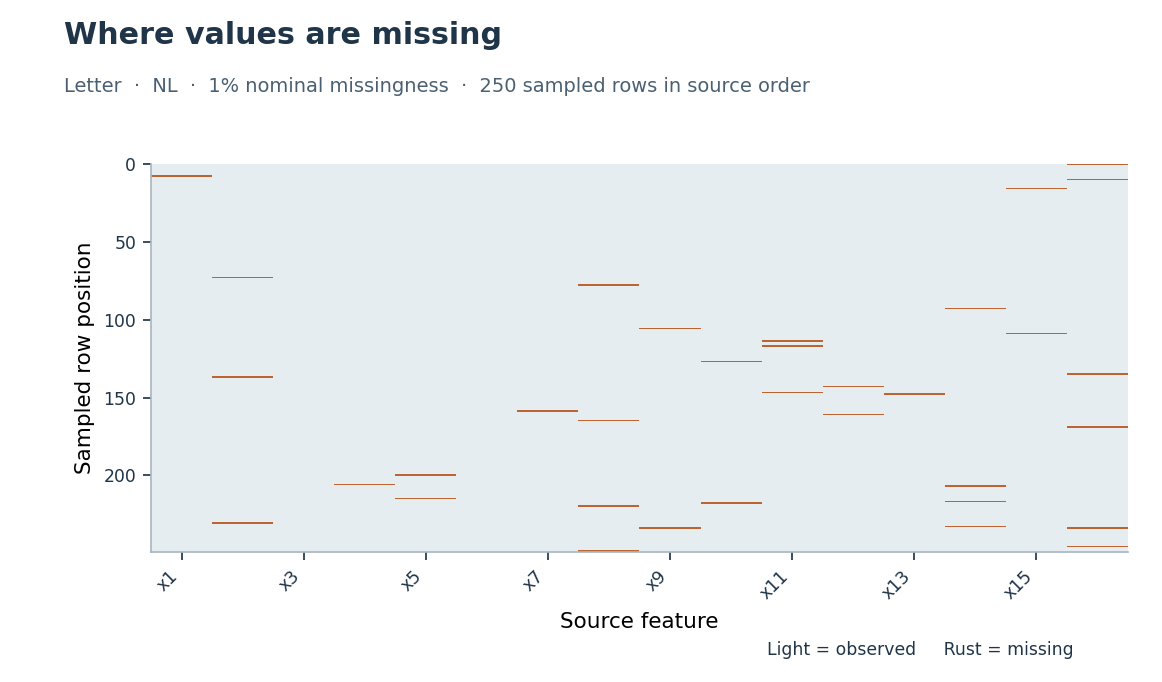 Where values are missing
Letter · NL · 1% nominal missingness · 250 sampled rows in source order
0
50
100
150
200
Sampled row position
x1 x3 x5 x7 x9 x11 x13 x15
Source feature
Light = observed Rust = missing